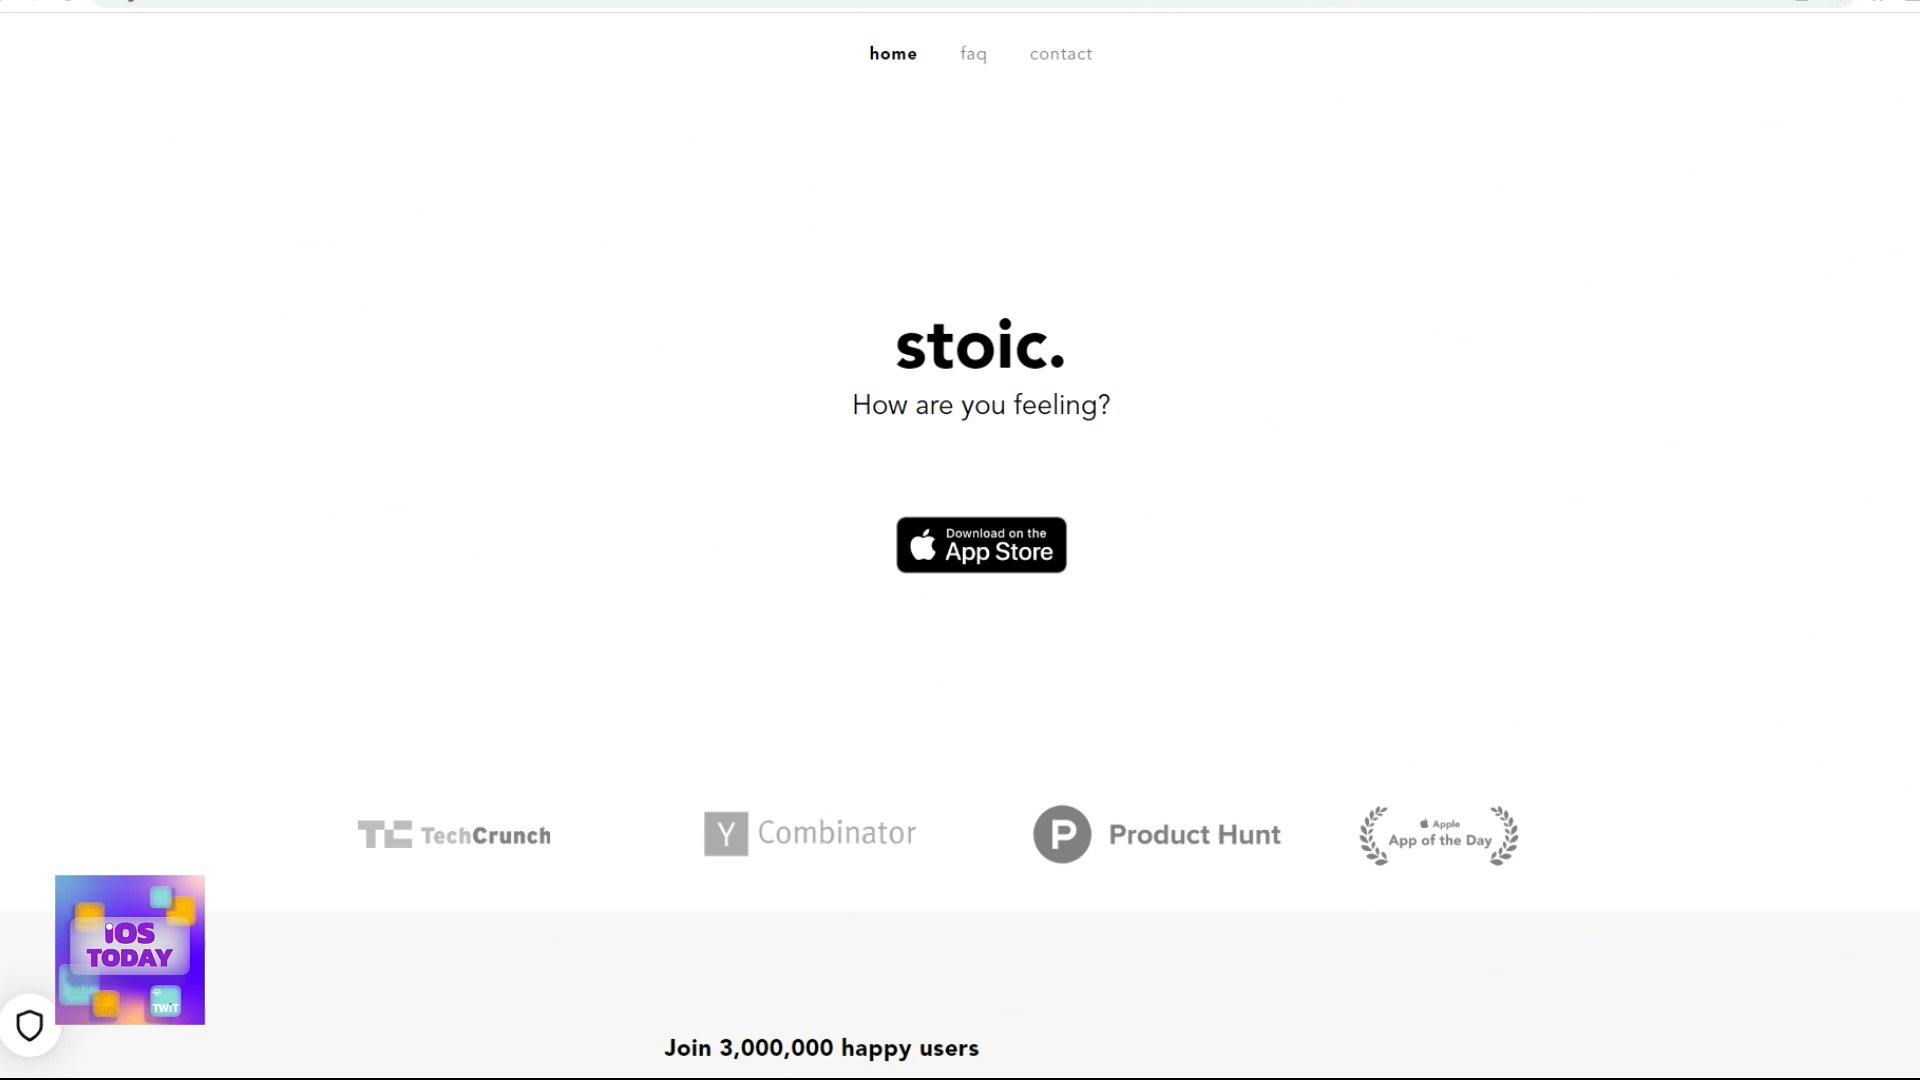 home faq contact
stoic.
How are you feeling?
Download on the
App Store
TC TechCrunch
Y Combinator
P Product Hunt
Apple
App of the Day
iOS
TODAY
TWiT
Join 3,000,000 happy users